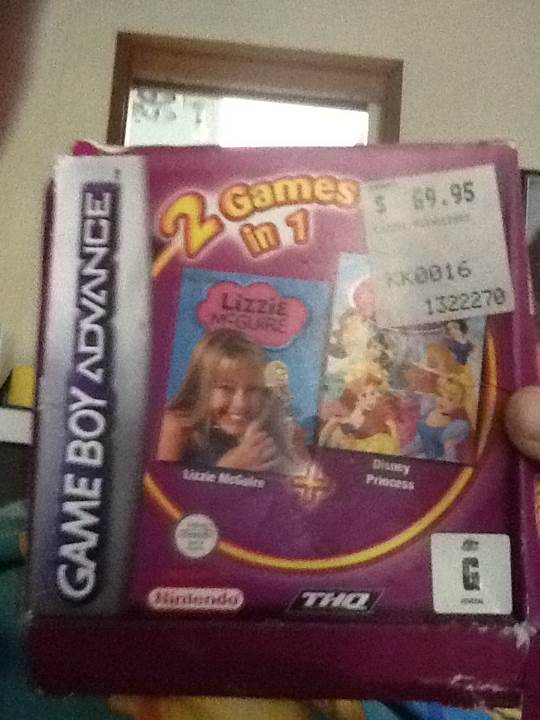 GAME BOY ADVANCE
2 Games
in 1
$ 69.95
KK0016
1322270
Lizzie
McGUIRE
Lizzie McGuire
+
Disney
Princess
Nintendo
THQ
G
GENERAL